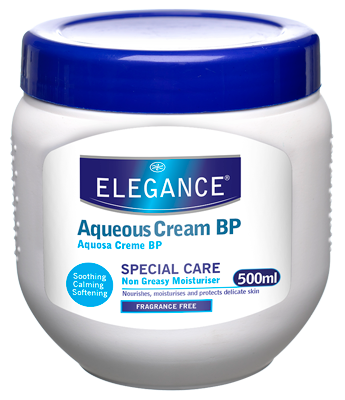 ELEGANCE®
Aqueous Cream BP
Aquosa Creme BP
Soothing
Calming
Softening
SPECIAL CARE
Non Greasy Moisturiser
500ml
Nourishes, moisturises and protects delicate skin
FRAGRANCE FREE